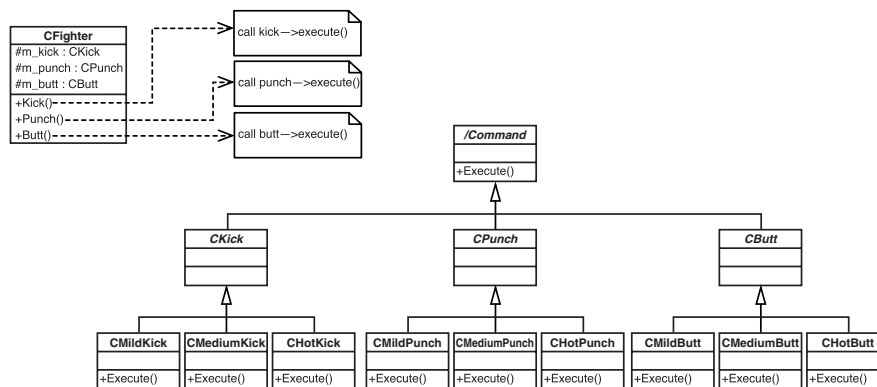 CFighter
#m_kick : CKick
#m_punch : CPunch
#m_butt : CButt
+Kick()
+Punch()
+Butt()
call kick—>execute()
call punch—>execute()
call butt—>execute()
/Command
+Execute()
CKick
CPunch
CButt
CMildKick
CMediumKick
CHotKick
CMildPunch
CMediumPunch
CHotPunch
CMildButt
CMediumButt
CHotButt
+Execute()
+Execute()
+Execute()
+Execute()
+Execute()
+Execute()
+Execute()
+Execute()
+Execute()